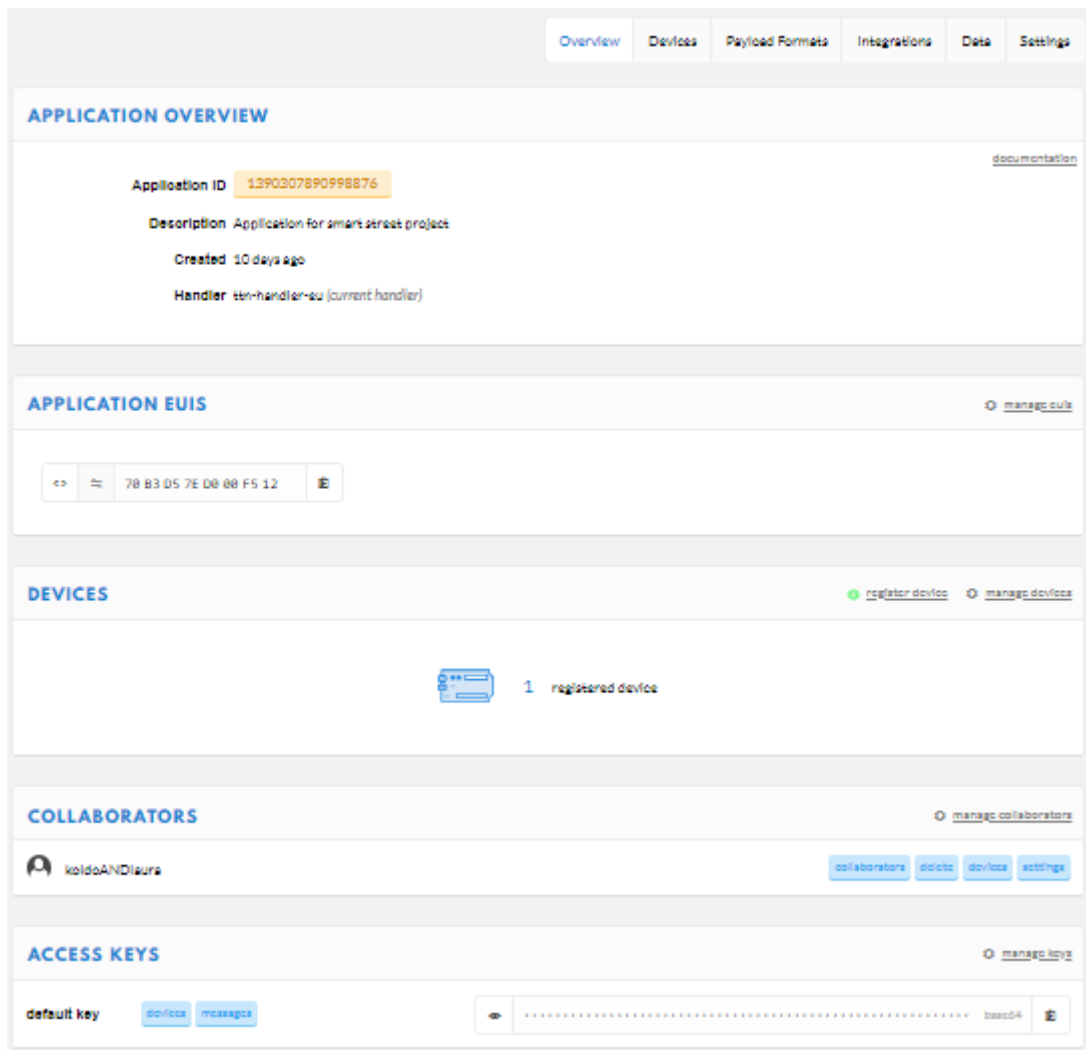 Overview Devices Payload Formats Integrations Data Settings
APPLICATION OVERVIEW
documentation
Application ID 1390307890998876
Description Application for smart street project
Created 10 days ago
Handler ttn-handler-eu (current handler)
APPLICATION EUIS manage euis
<> 70 B3 D5 7E D0 00 F5 12
DEVICES register device manage devices
1 registered device
COLLABORATORS manage collaborators
koldoANDlaura collaborators delete devices settings
ACCESS KEYS manage keys
default key devices messages base64